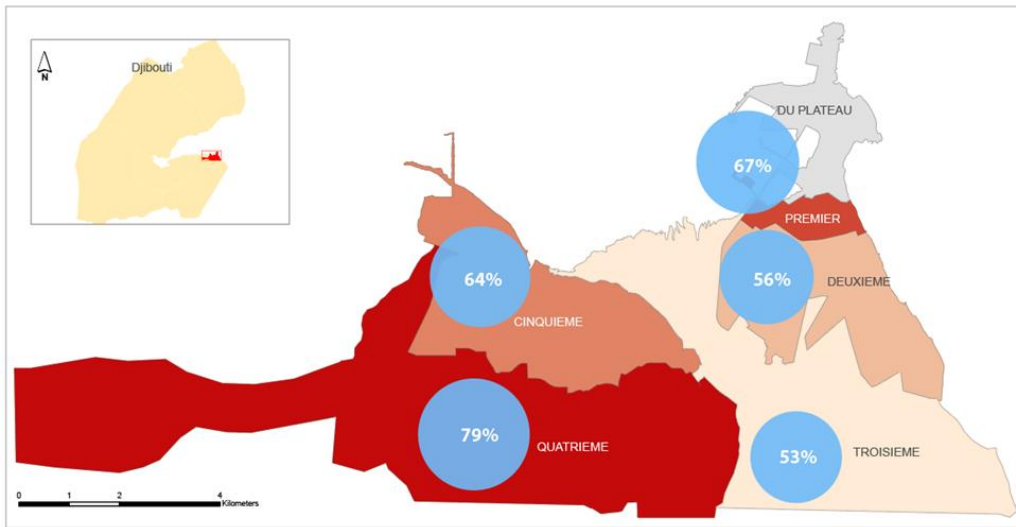 Djibouti
N
DU PLATEAU
67%
PREMIER
64%
56%
DEUXIEME
CINQUIEME
79%
QUATRIEME
53%
TROISIEME
0 1 2 4
Kilometers